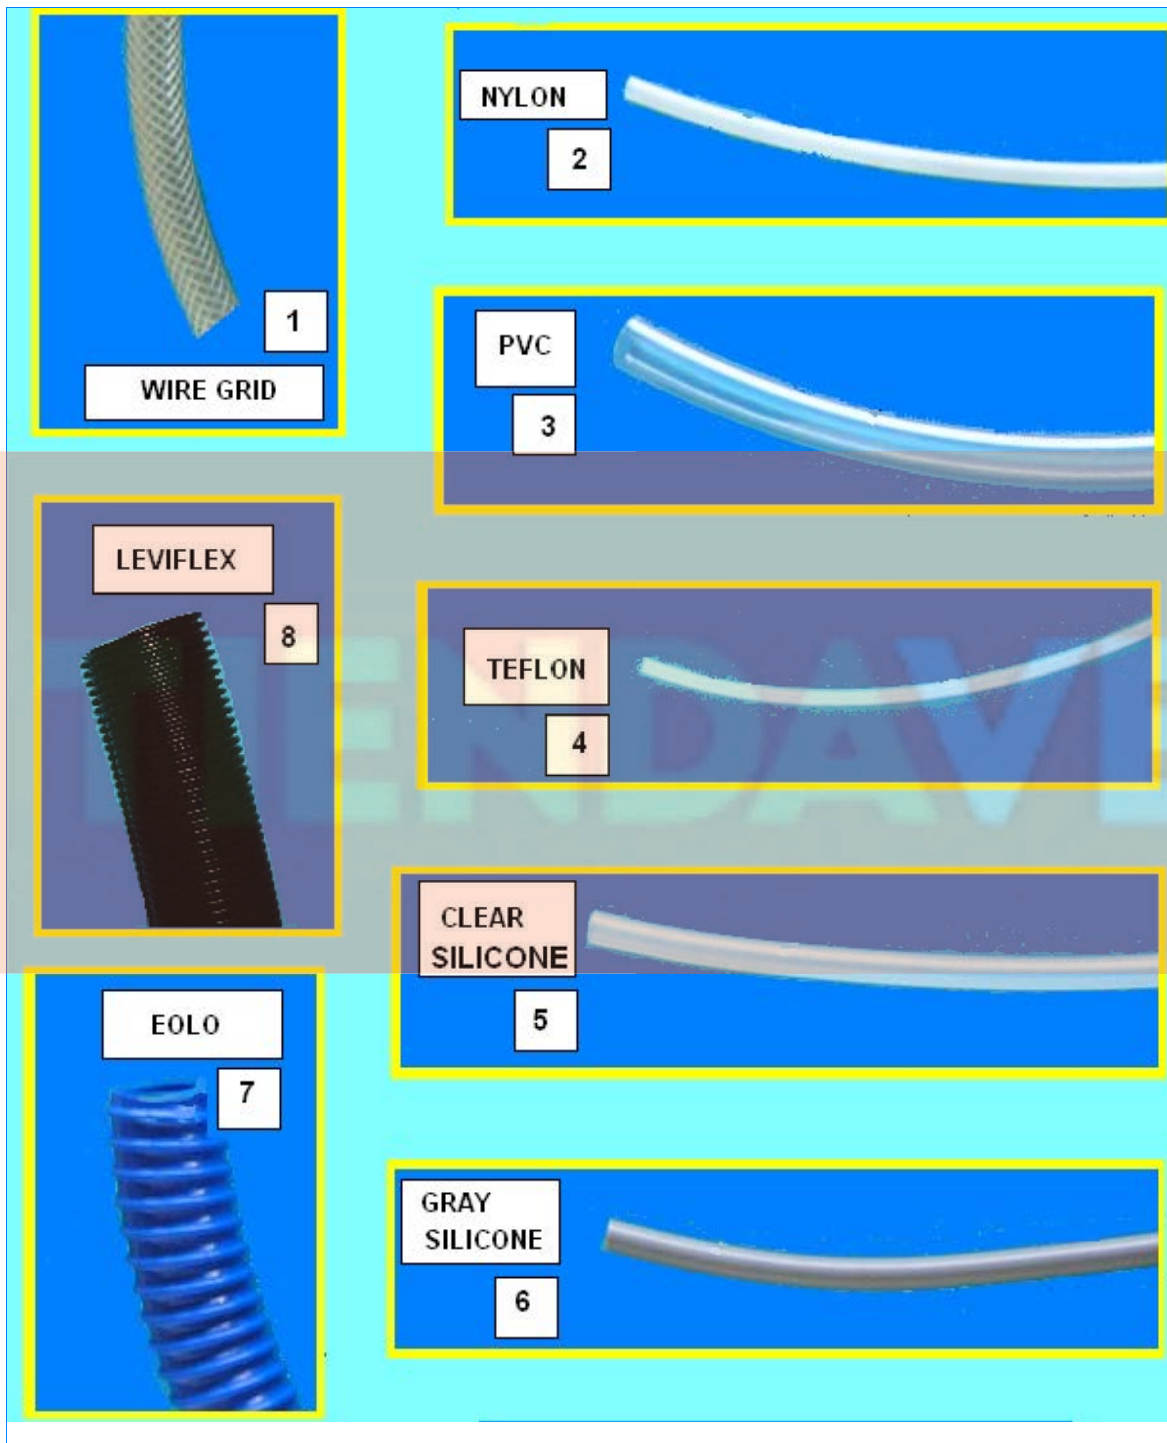 NYLON
2
1
WIRE GRID
PVC
3
LEVIFLEX
8
TEFLON
4
TIENDAVE
CLEAR
SILICONE
5
EOLO
7
GRAY
SILICONE
6